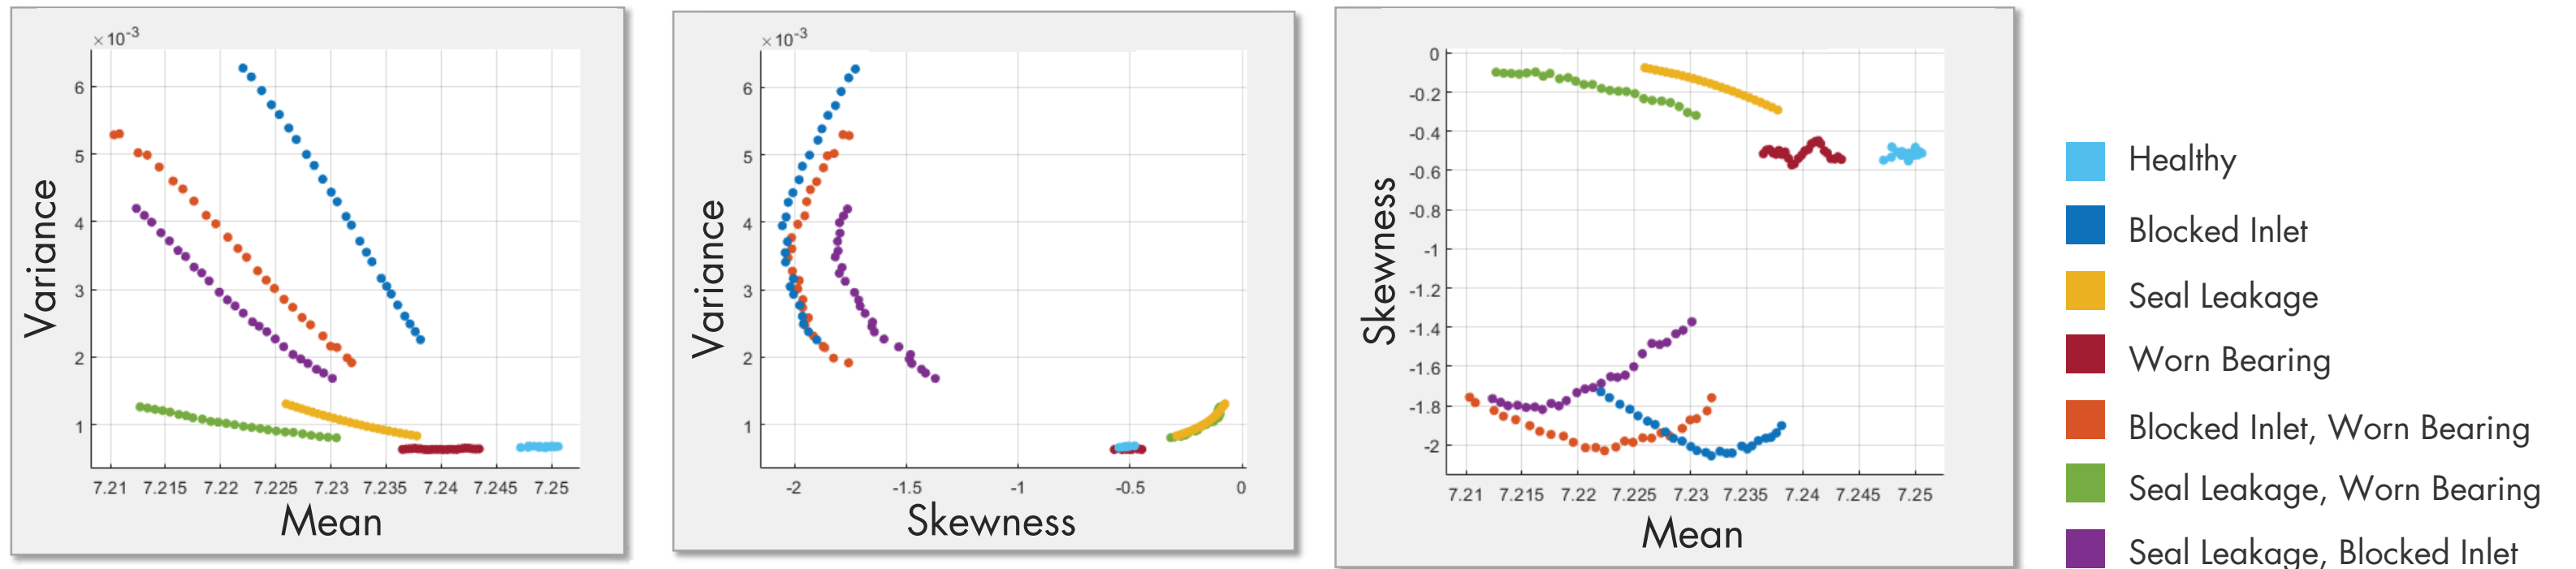 ×10⁻³
6
5
4
3
2
1
Variance
7.21 7.215 7.22 7.225 7.23 7.235 7.24 7.245 7.25
Mean
×10⁻³
6
5
4
3
2
1
Variance
-2 -1.5 -1 -0.5 0
Skewness
0
-0.2
-0.4
-0.6
-0.8
-1
-1.2
-1.4
-1.6
-1.8
-2
Skewness
7.21 7.215 7.22 7.225 7.23 7.235 7.24 7.245 7.25
Mean
Healthy
Blocked Inlet
Seal Leakage
Worn Bearing
Blocked Inlet, Worn Bearing
Seal Leakage, Worn Bearing
Seal Leakage, Blocked Inlet